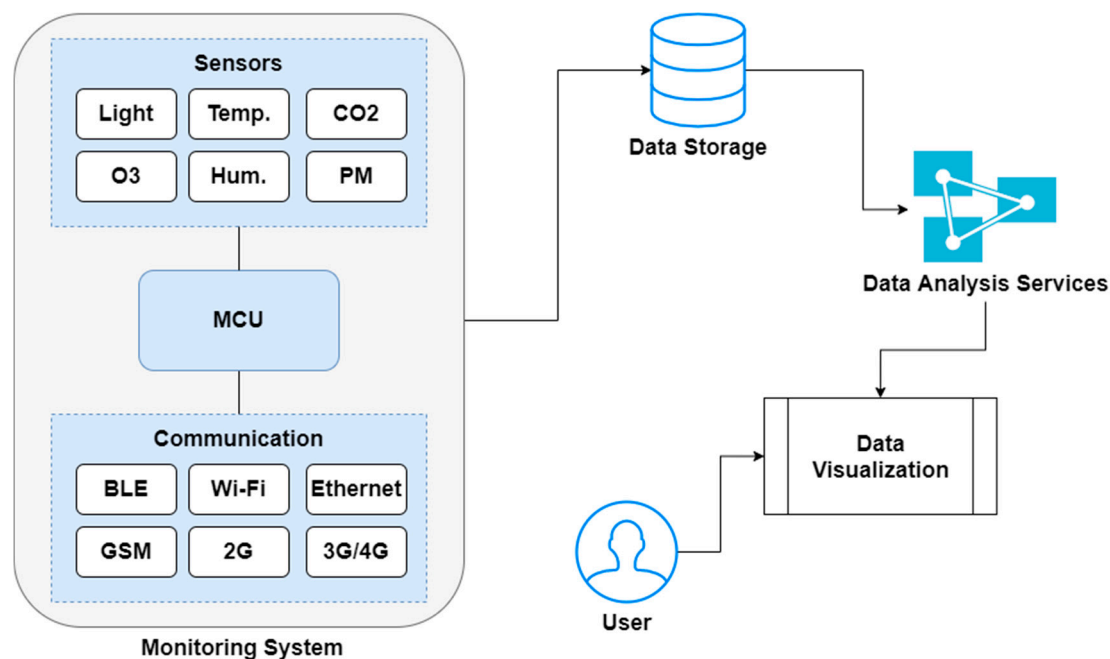 Sensors
Light
Temp.
CO2
O3
Hum.
PM
MCU
Communication
BLE
Wi-Fi
Ethernet
GSM
2G
3G/4G
Monitoring System
Data Storage
Data Analysis Services
Data
Visualization
User